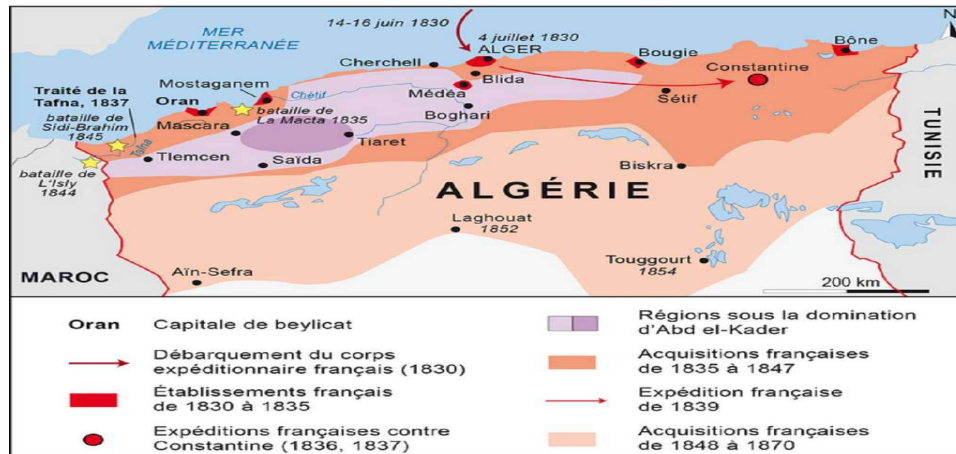 14-16 juin 1830
N
MER
MÉDITERRANÉE
4 juillet 1830
ALGER
Bougie
Bône
Cherchell
Constantine
Mostaganem
Blida
Chétif
Médéa
Sétif
Traité de la
Tafna, 1837
Oran
bataille de
La Macta 1835
Boghari
bataille de
Sidi-Brahim
1845
Mascara
Tafna
Tiaret
TUNISIE
Tlemcen
Saïda
Biskra
bataille de
L'Isly
1844
ALGÉRIE
Laghouat
1852
MAROC
Aïn-Sefra
Touggourt
1854
200 km
Oran Capitale de beylicat
Débarquement du corps
expéditionnaire français (1830)
Établissements français
de 1830 à 1835
Expéditions françaises contre
Constantine (1836, 1837)
Régions sous la domination
d'Abd el-Kader
Acquisitions françaises
de 1835 à 1847
Expédition française
de 1839
Acquisitions françaises
de 1848 à 1870